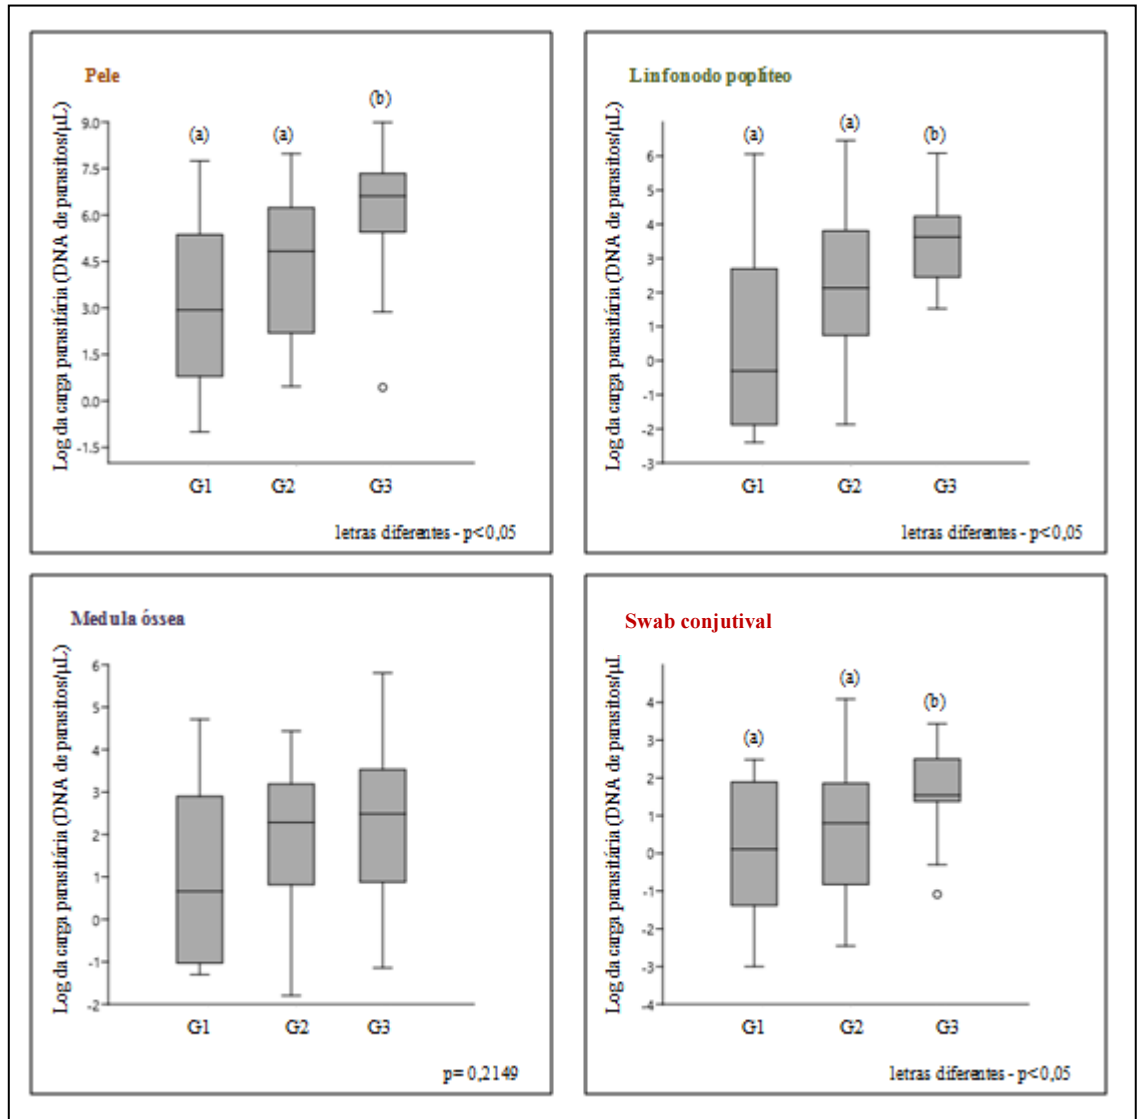 Pele
Log da carga parasitária (DNA de parasitos/µL)
(a)
(a)
(b)
9.0
7.5
6.0
4.5
3.0
1.5
0.0
-1.5
G1
G2
G3
letras diferentes - p<0,05
Linfonodo poplíteo
Log da carga parasitária (DNA de parasitos/µL)
(a)
(a)
(b)
6
5
4
3
2
1
0
-1
-2
-3
G1
G2
G3
letras diferentes - p<0,05
Medula óssea
Log da carga parasitária (DNA de parasitos/µL)
6
5
4
3
2
1
0
-1
-2
G1
G2
G3
p= 0,2149
Swab conjutival
Log da carga parasitária (DNA de parasitos/µL
(a)
(a)
(b)
4
3
2
1
0
-1
-2
-3
-4
G1
G2
G3
letras diferentes - p<0,05